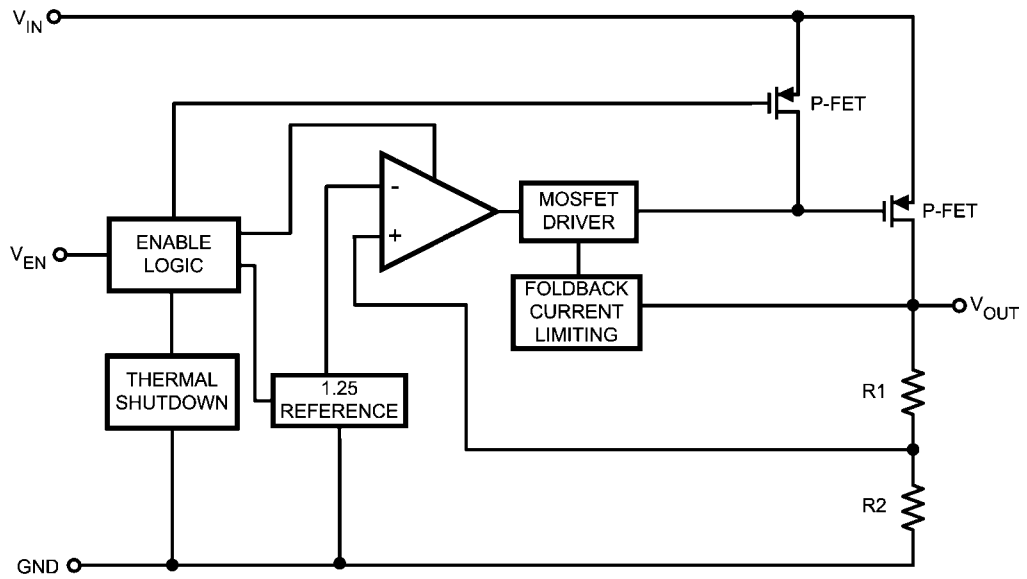 VIN
P-FET
P-FET
-
+
MOSFET
DRIVER
VEN
ENABLE
LOGIC
FOLDBACK
CURRENT
LIMITING
VOUT
THERMAL
SHUTDOWN
1.25
REFERENCE
R1
R2
GND